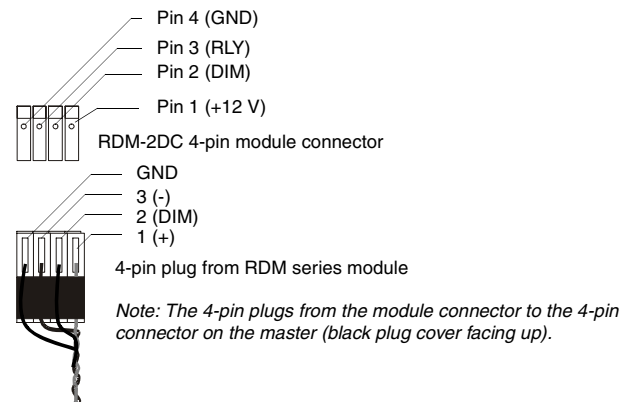 Pin 4 (GND)
Pin 3 (RLY)
Pin 2 (DIM)
Pin 1 (+12 V)
RDM-2DC 4-pin module connector
GND
3 (-)
2 (DIM)
1 (+)
4-pin plug from RDM series module
Note: The 4-pin plugs from the module connector to the 4-pin
connector on the master (black plug cover facing up).